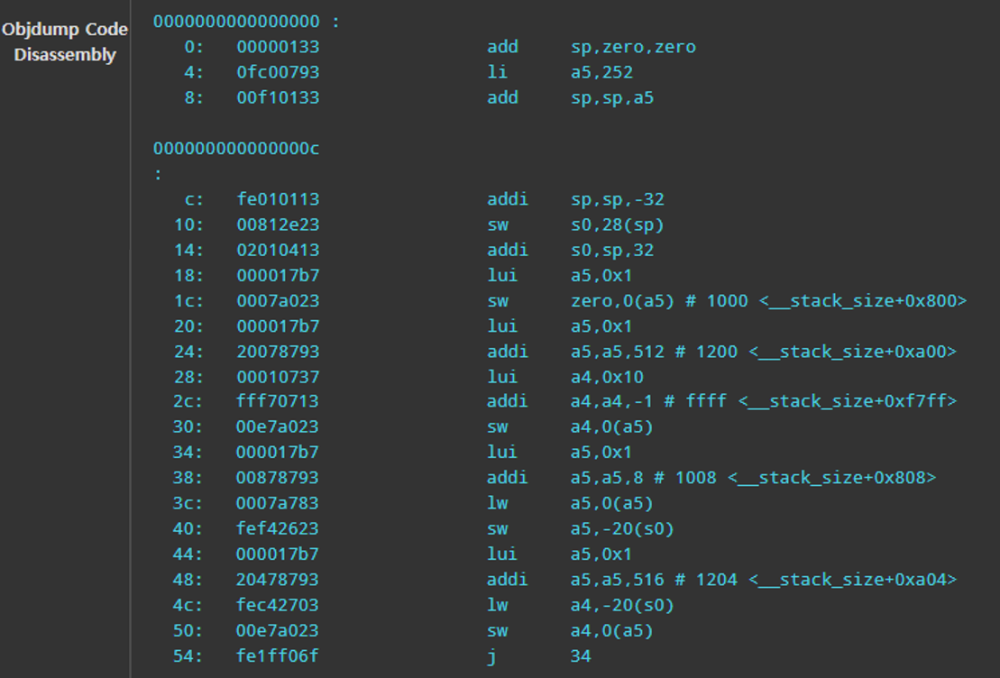 Objdump Code
Disassembly
0000000000000000 :
0: 00000133 add sp,zero,zero
4: 0fc00793 li a5,252
8: 00f10133 add sp,sp,a5
000000000000000c
:
c: fe010113 addi sp,sp,-32
10: 00812e23 sw s0,28(sp)
14: 02010413 addi s0,sp,32
18: 000017b7 lui a5,0x1
1c: 0007a023 sw zero,0(a5) # 1000 <__stack_size+0x800>
20: 000017b7 lui a5,0x1
24: 20078793 addi a5,a5,512 # 1200 <__stack_size+0xa00>
28: 00010737 lui a4,0x10
2c: fff70713 addi a4,a4,-1 # ffff <__stack_size+0xf7ff>
30: 00e7a023 sw a4,0(a5)
34: 000017b7 lui a5,0x1
38: 00878793 addi a5,a5,8 # 1008 <__stack_size+0x808>
3c: 0007a783 lw a5,0(a5)
40: fef42623 sw a5,-20(s0)
44: 000017b7 lui a5,0x1
48: 20478793 addi a5,a5,516 # 1204 <__stack_size+0xa04>
4c: fec42703 lw a4,-20(s0)
50: 00e7a023 sw a4,0(a5)
54: fe1ff06f j 34